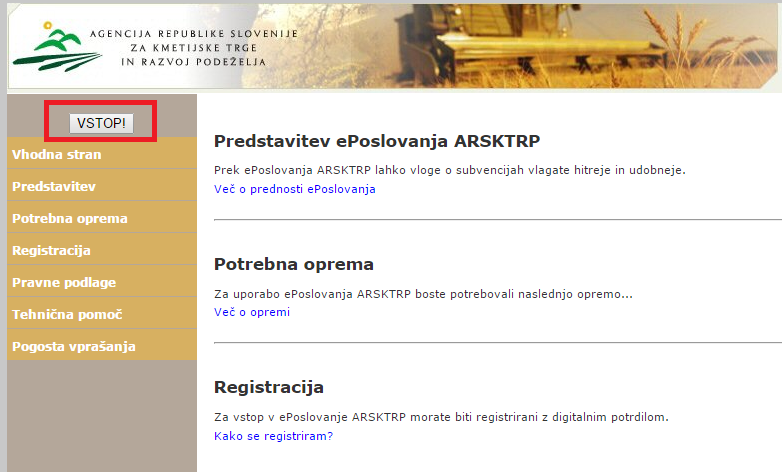 AGENCIJA REPUBLIKE SLOVENIJE
ZA KMETIJSKE TRGE
IN RAZVOJ PODEŽELJA
VSTOP!
Vhodna stran
Predstavitev
Potrebna oprema
Registracija
Pravne podlage
Tehnična pomoč
Pogosta vprašanja
Predstavitev ePoslovanja ARSKTRP
Prek ePoslovanja ARSKTRP lahko vloge o subvencijah vlagate hitreje in udobneje.
Več o prednosti ePoslovanja
Potrebna oprema
Za uporabo ePoslovanja ARSKTRP boste potrebovali naslednjo opremo...
Več o opremi
Registracija
Za vstop v ePoslovanje ARSKTRP morate biti registrirani z digitalnim potrdilom.
Kako se registriram?